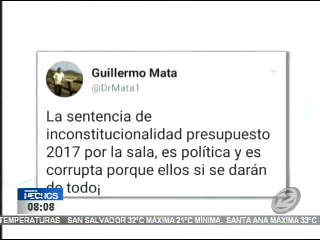 Guillermo Mata
@DrMata1
La sentencia de
inconstitucionalidad presupuesto
2017 por la sala, es política y es
corrupta porque ellos si se darán
de todo¡
HECHOS
08:08
TEMPERATURAS SAN SALVADOR 32°C MÁXIMA 21°C MÍNIMA. SANTA ANA MÁXIMA 33°C